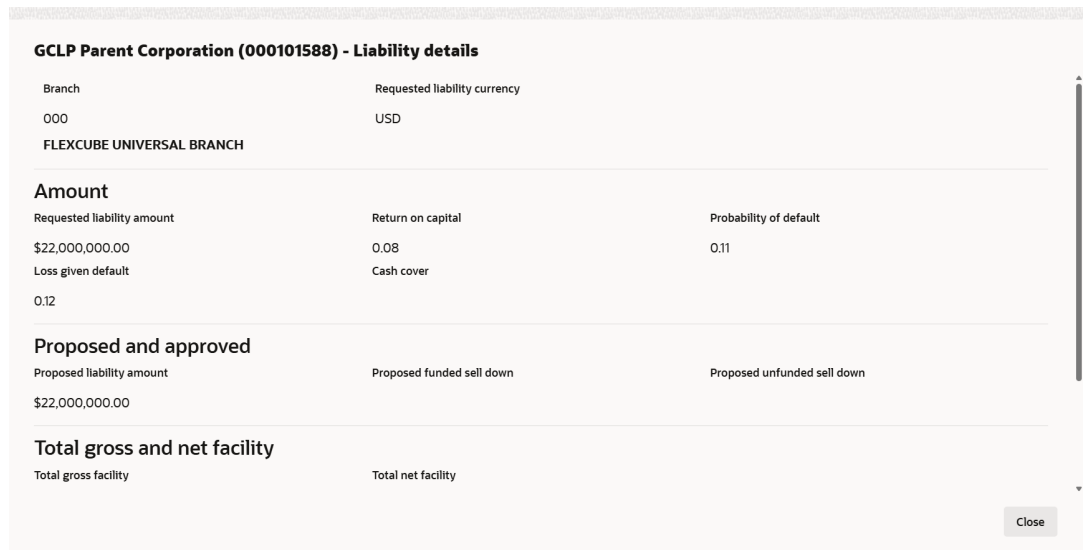 GCLP Parent Corporation (000101588) - Liability details
Branch Requested liability currency
000 USD
FLEXCUBE UNIVERSAL BRANCH
Amount
Requested liability amount Return on capital Probability of default
$22,000,000.00 0.08 0.11
Loss given default Cash cover
0.12
Proposed and approved
Proposed liability amount Proposed funded sell down Proposed unfunded sell down
$22,000,000.00
Total gross and net facility
Total gross facility Total net facility
Close